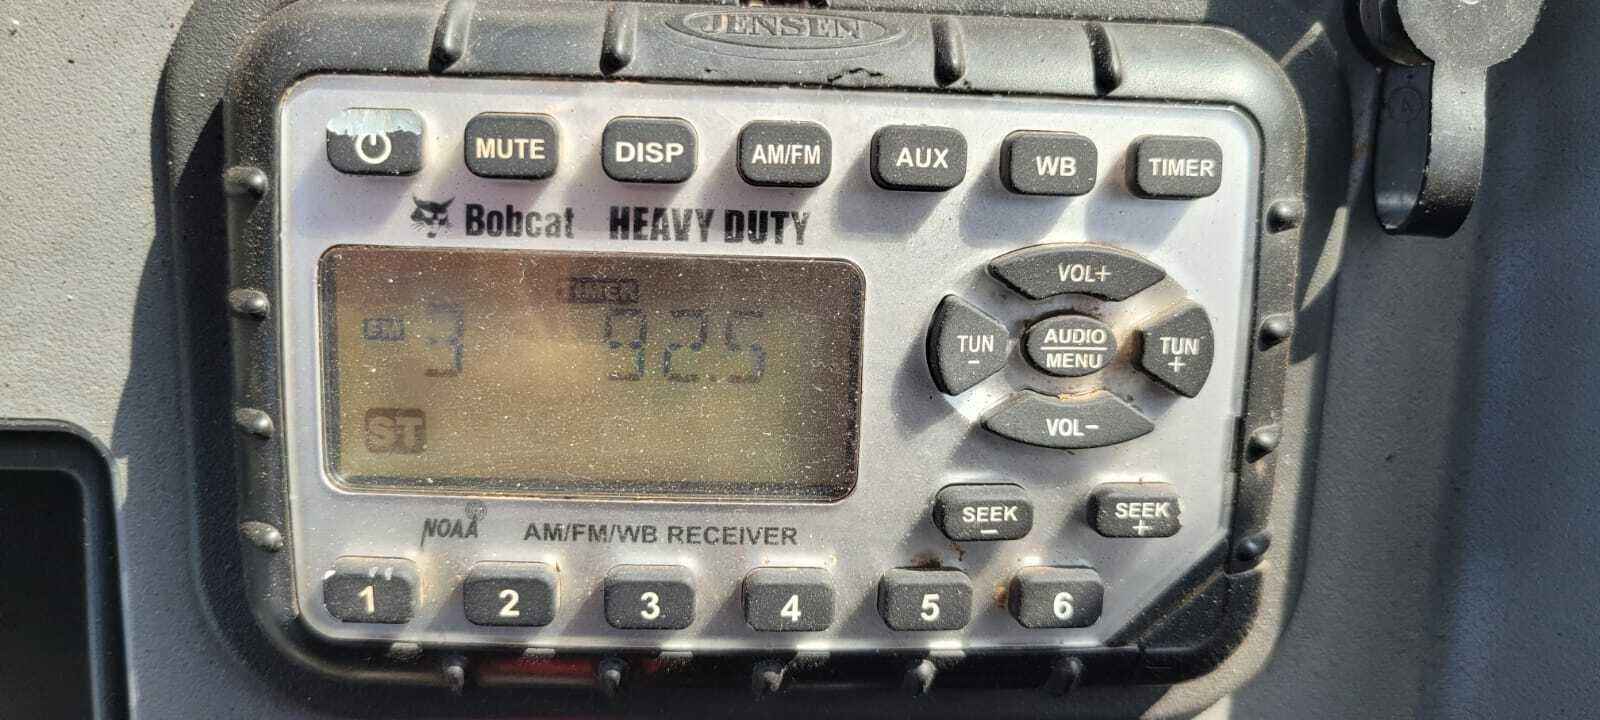 JENSEN
MUTE DISP AM/FM AUX WB TIMER
Bobcat HEAVY DUTY
TIMER
FM 3 92.5
ST
VOL+
TUN - AUDIO MENU TUN +
VOL-
SEEK - SEEK +
NOAA AM/FM/WB RECEIVER
1 2 3 4 5 6